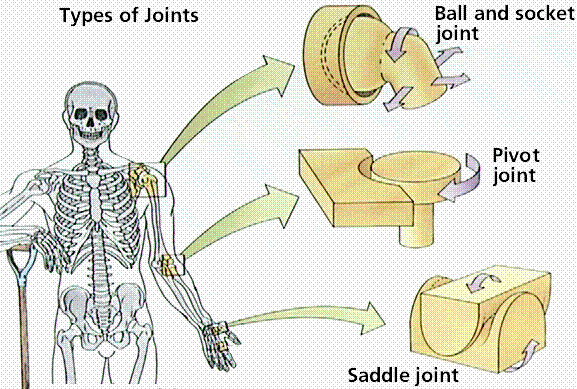 Types of Joints
Ball and socket
joint
Pivot
joint
Saddle joint